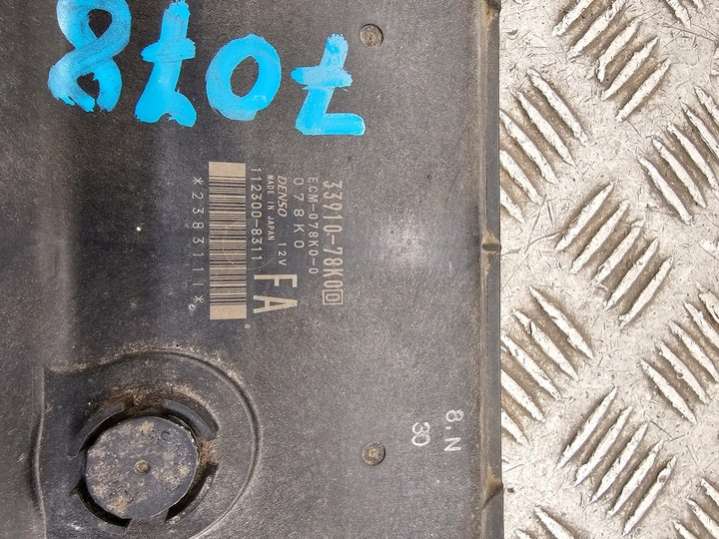 7078
33910-78K0 D
ECM-078K0-0
078K0
DENSO 12V
MADE IN JAPAN
112300-8311
FA
*2383111*
8.N
30